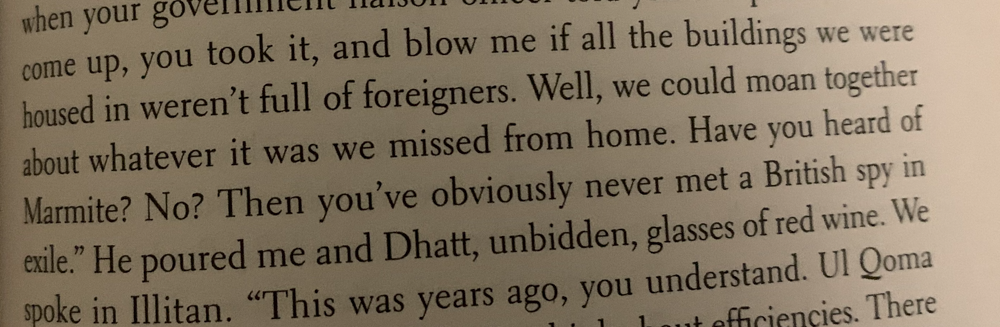 when your government liaison officer
come up, you took it, and blow me if all the buildings we were
housed in weren't full of foreigners. Well, we could moan together
about whatever it was we missed from home. Have you heard of
Marmite? No? Then you've obviously never met a British spy in
exile.” He poured me and Dhatt, unbidden, glasses of red wine. We
spoke in Illitan. “This was years ago, you understand. Ul Qoma
about efficiencies. There